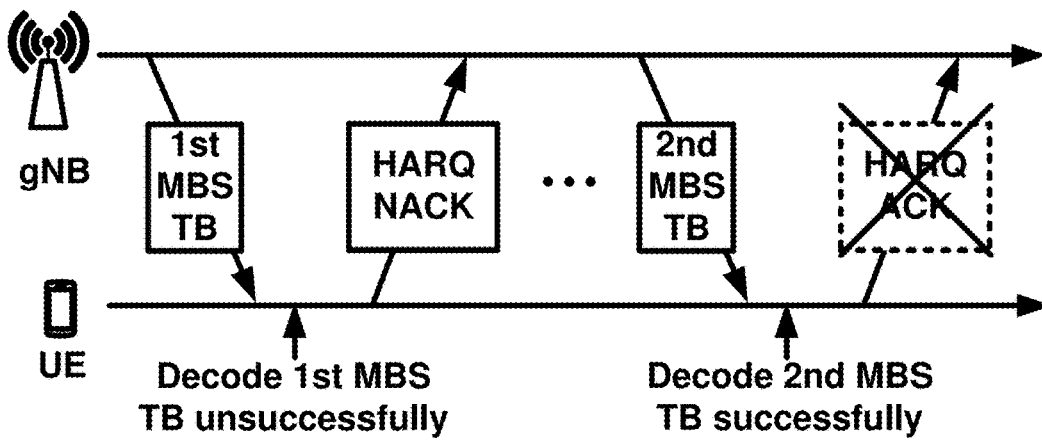 gNB
1st
MBS
TB
HARQ
NACK
...
2nd
MBS
TB
HARQ
ACK
UE
Decode 1st MBS
TB unsuccessfully
Decode 2nd MBS
TB successfully